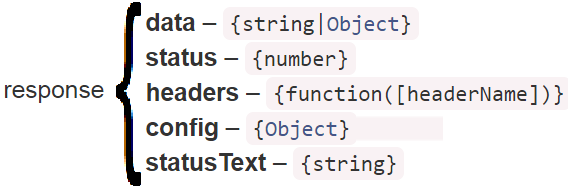 data – {string|Object}
status – {number}
response
headers – {function([headerName])}
config – {Object}
statusText – {string}